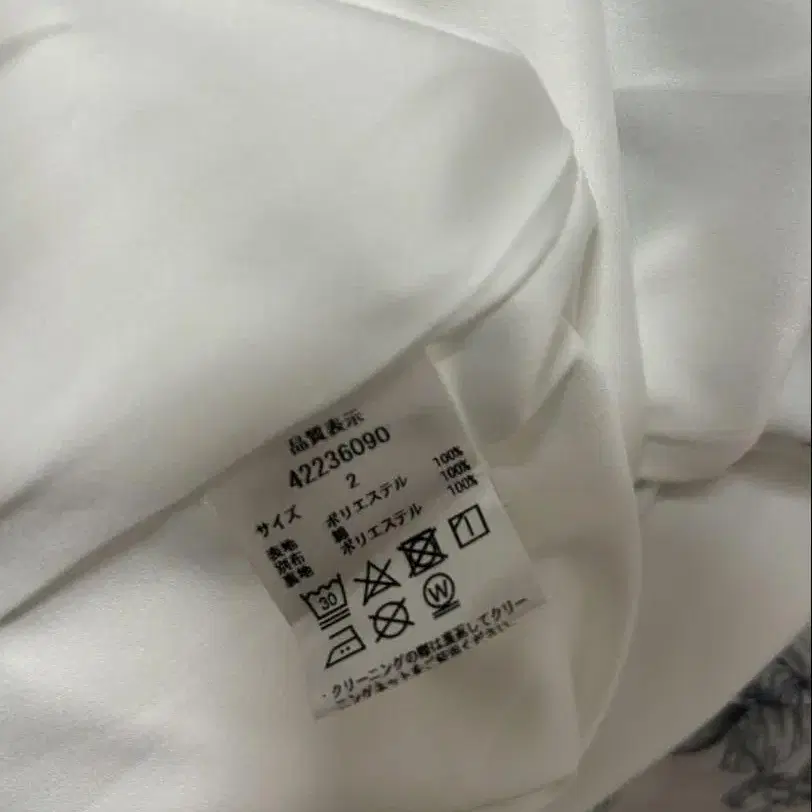 品質表示
42236090
サイズ 2
表地 ポリエステル 100%
別布 綿 100%
裏地 ポリエステル 100%
30
W
・クリーニングの際は裏返してクリー
ニングネットをご使用ください。